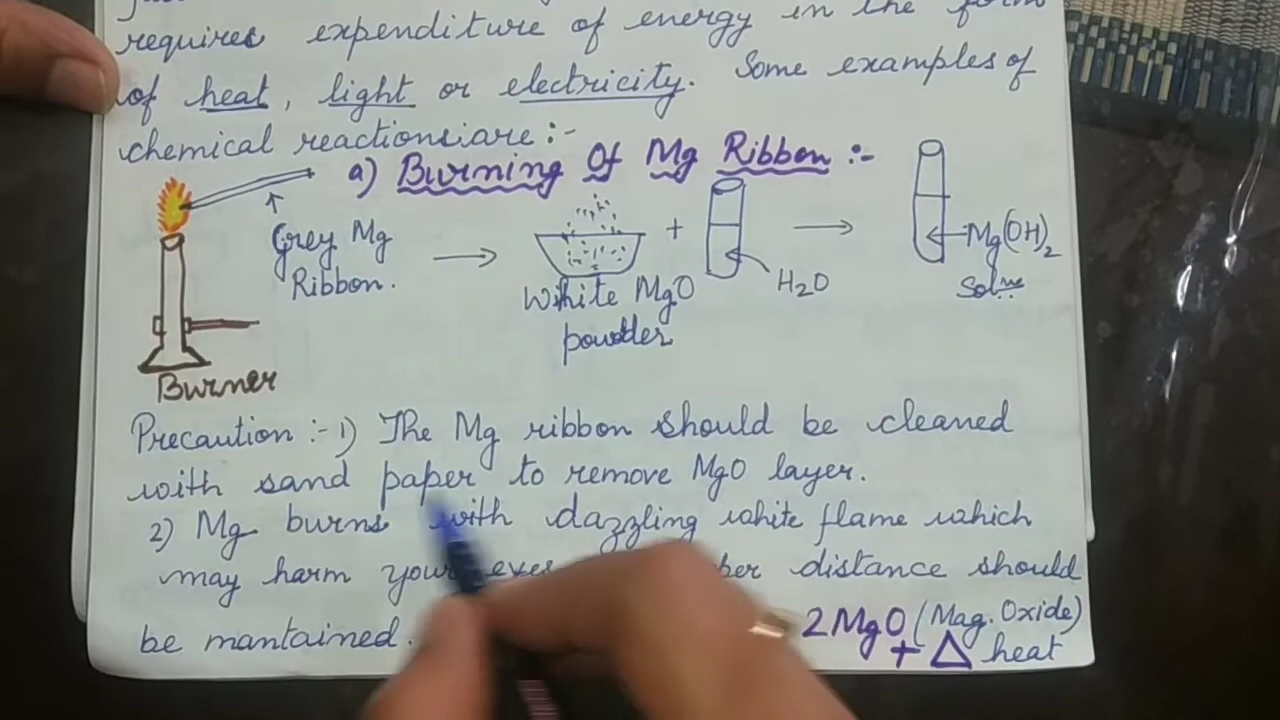 requires expenditure of energy in the form
of heat, light or electricity. Some examples of
chemical reactions are :-
a) Burning Of Mg Ribbon :-
Grey Mg
Ribbon.
White MgO
powder
+
H2O
Mg(OH)2
Burner
Precaution :- 1) The Mg ribbon should be cleaned
with sand paper to remove MgO layer.
2) Mg burns with dazzling white flame which
may harm your eyes distance should
be mantained.
2MgO (Mag. Oxide)
+ △ heat